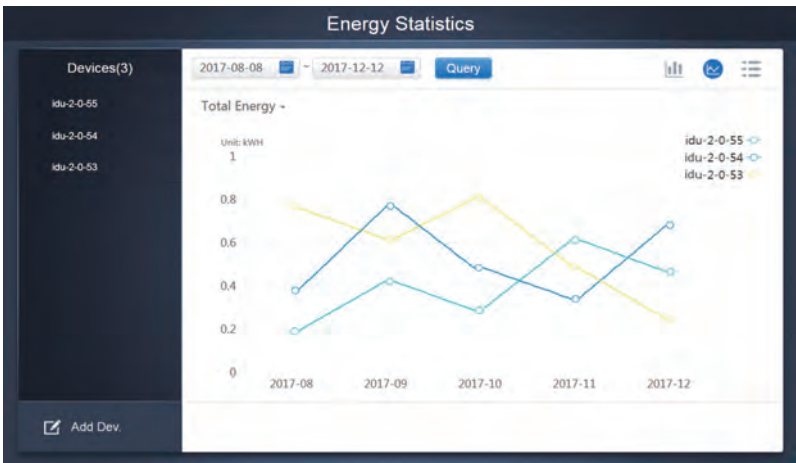 Energy Statistics
Devices(3)
idu-2-0-55
idu-2-0-54
idu-2-0-53
Add Dev.
2017-08-08 ~ 2017-12-12 Query
Total Energy
Unit: kWH
idu-2-0-55
idu-2-0-54
idu-2-0-53
1
0.8
0.6
0.4
0.2
0
2017-08 2017-09 2017-10 2017-11 2017-12